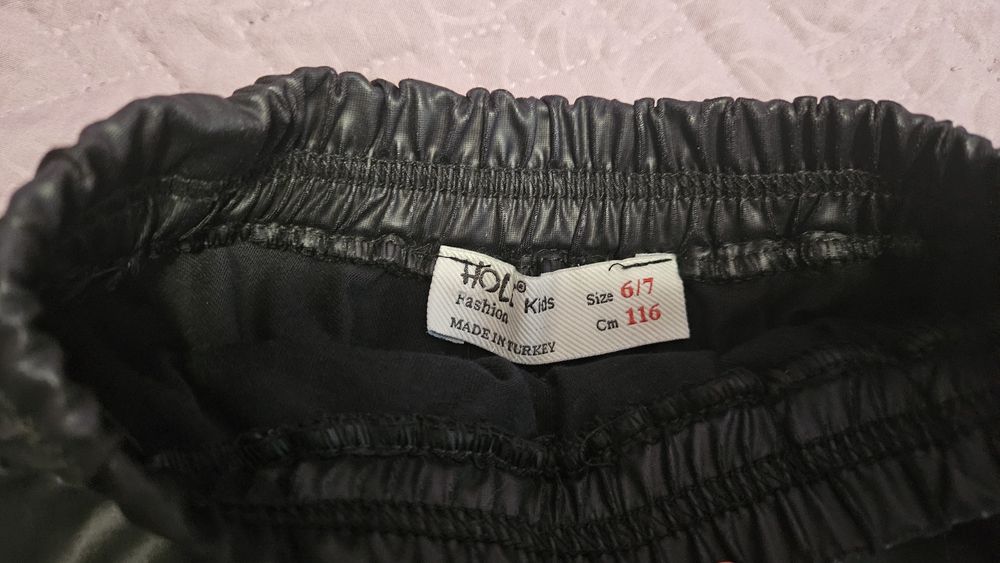 HOLI®
Fashion Kids
MADE IN TURKEY
Size 6/7
Cm 116